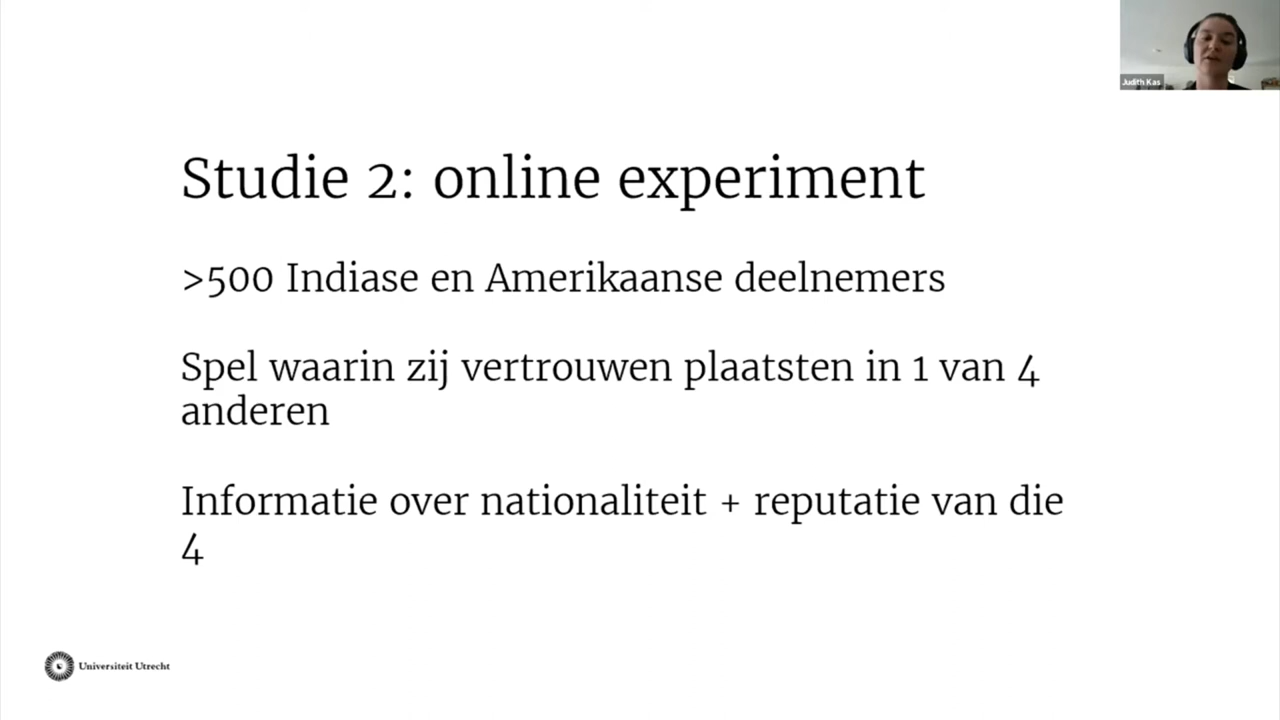 Judith Kas
Studie 2: online experiment
>500 Indiase en Amerikaanse deelnemers
Spel waarin zij vertrouwen plaatsten in 1 van 4
anderen
Informatie over nationaliteit + reputatie van die
4
Universiteit Utrecht